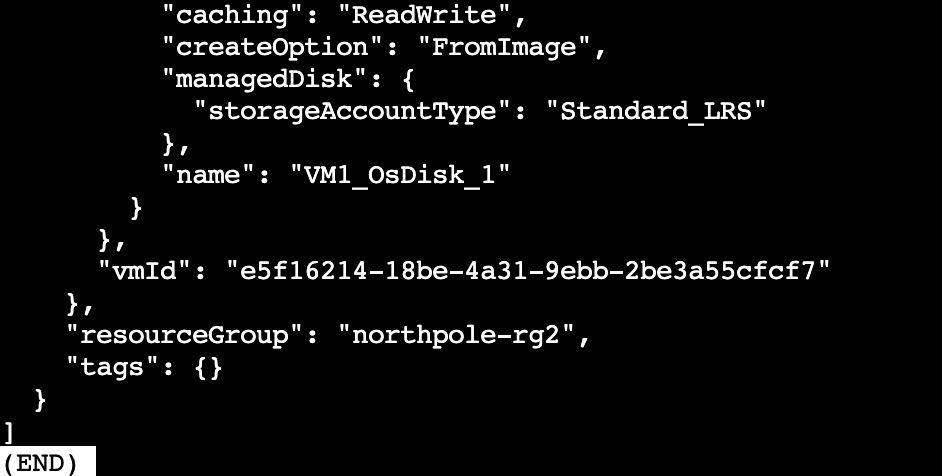 "caching": "ReadWrite",
"createOption": "FromImage",
"managedDisk": {
"storageAccountType": "Standard_LRS"
},
"name": "VM1_OsDisk_1"
}
},
"vmId": "e5f16214-18be-4a31-9ebb-2be3a55cfcf7"
},
"resourceGroup": "northpole-rg2",
"tags": {}
}
]
(END)